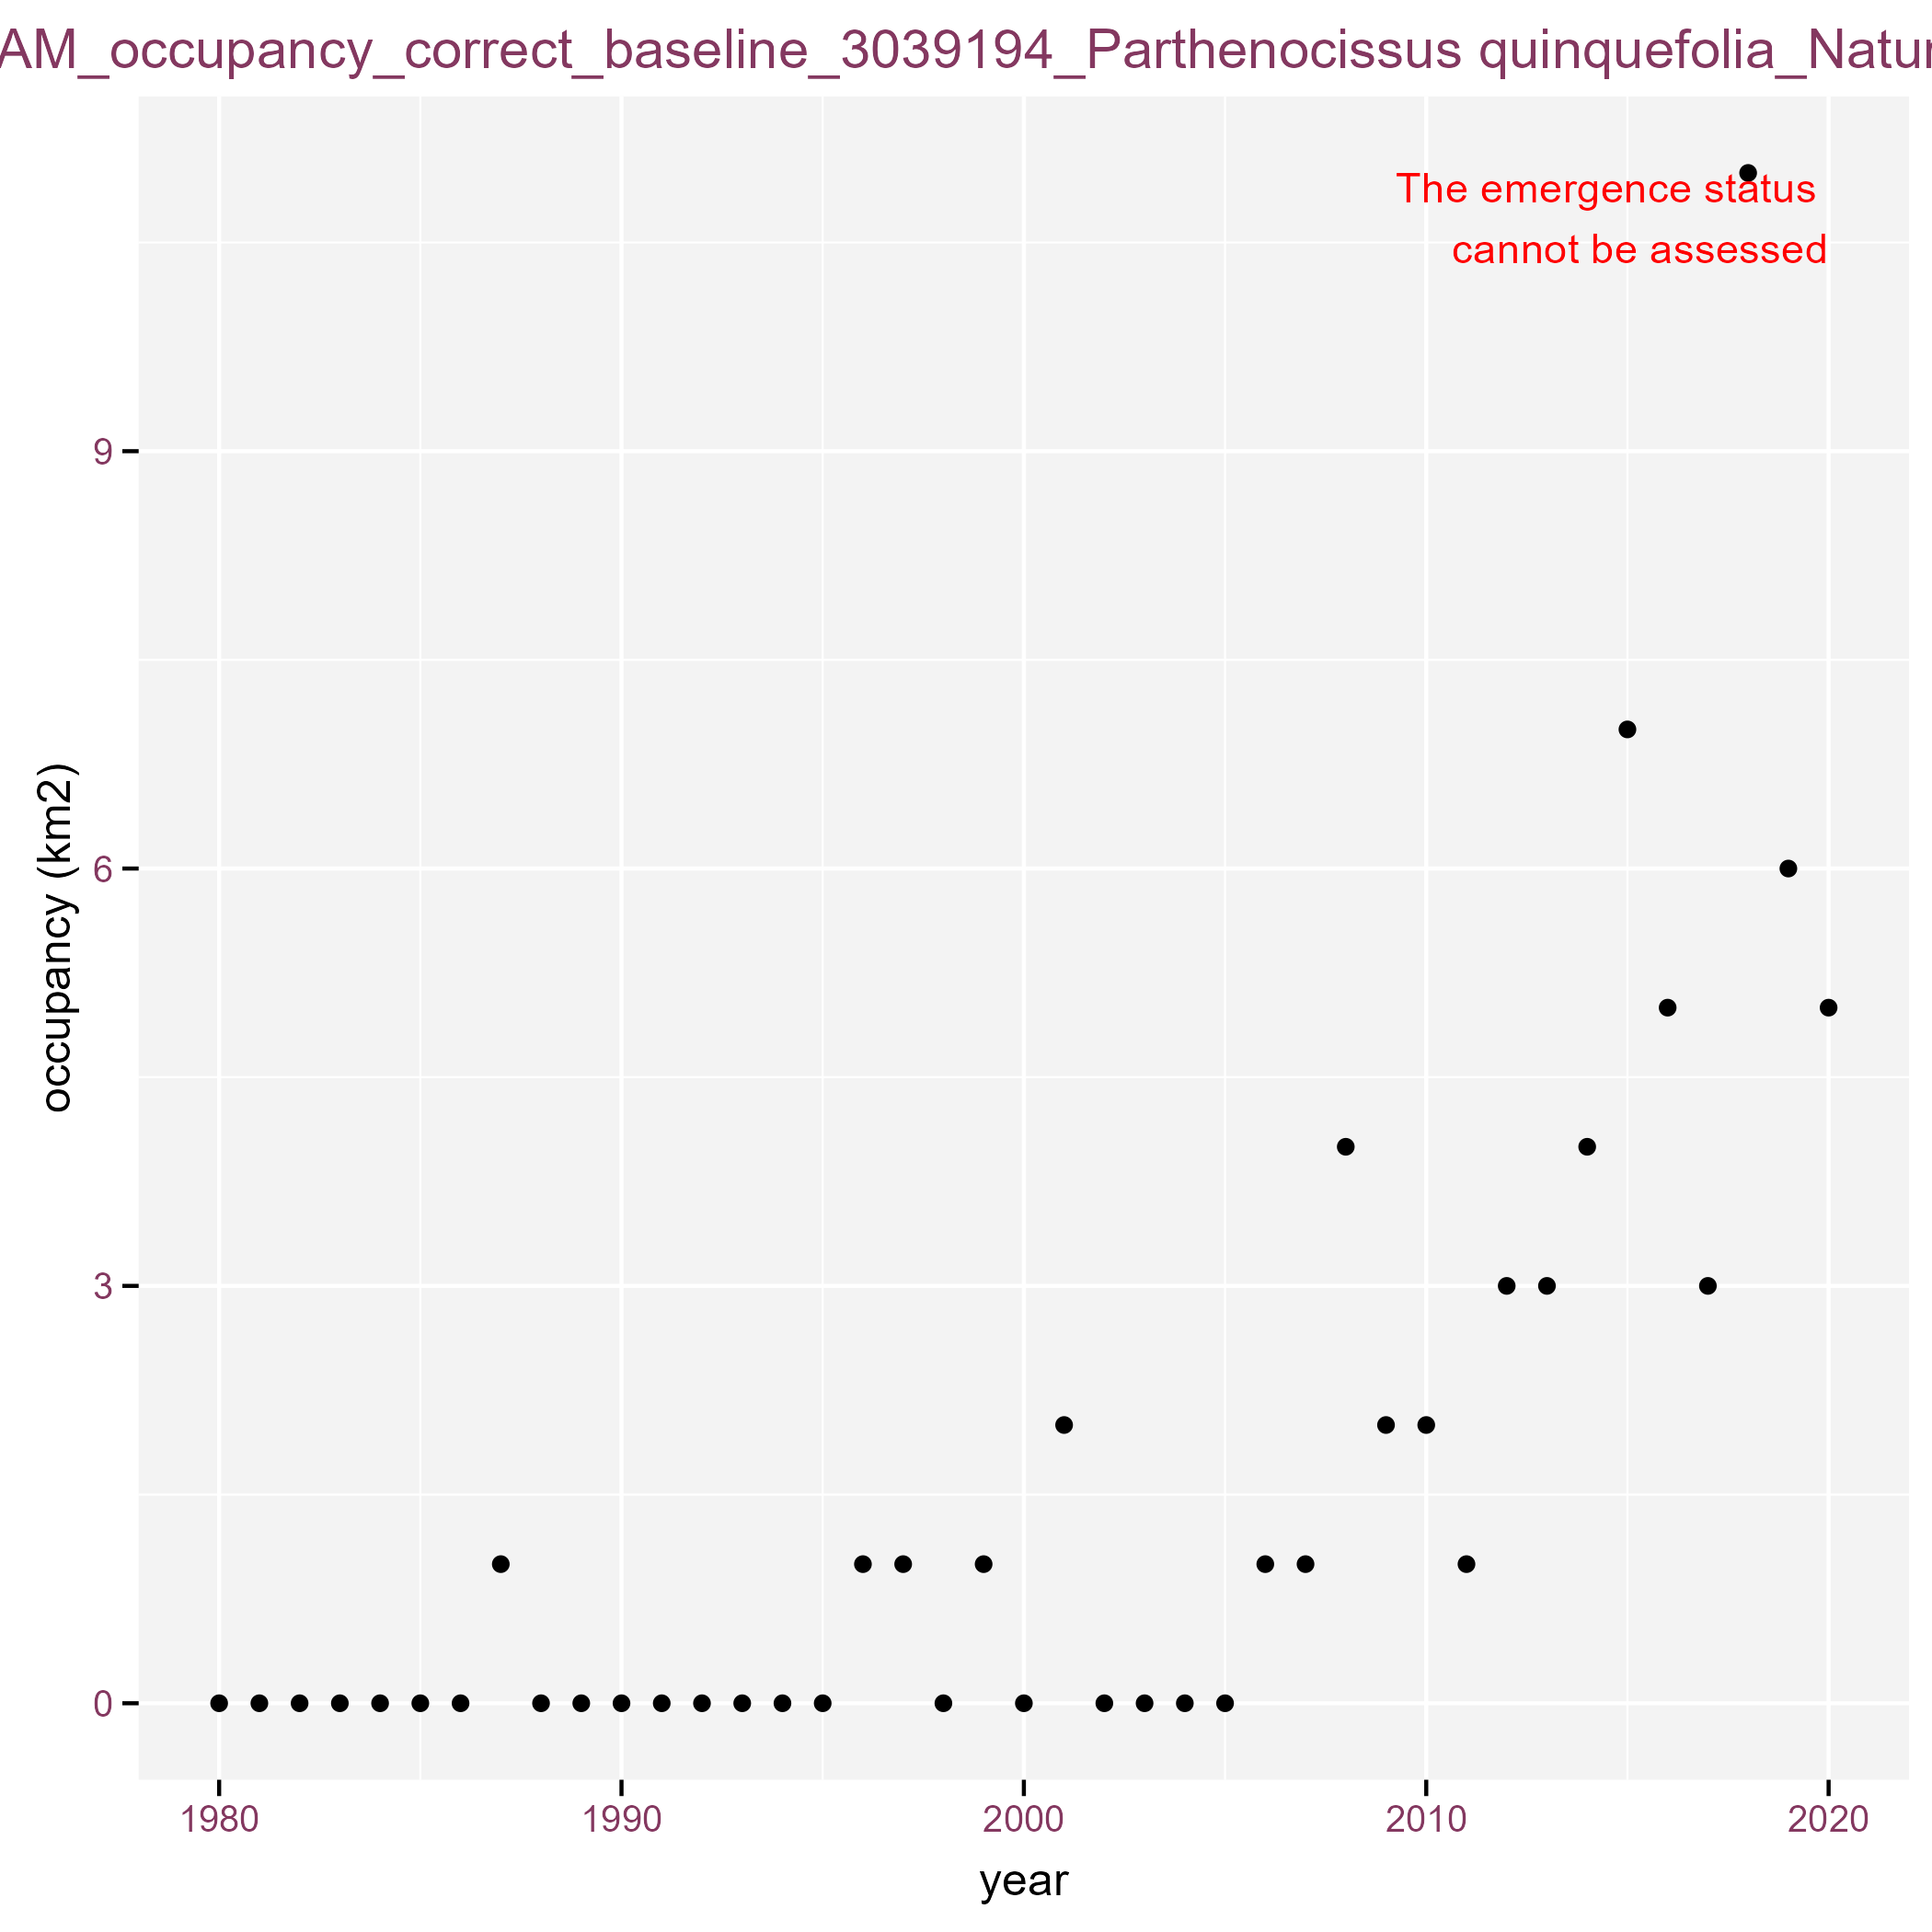 AM_occupancy_correct_baseline_3039194_Parthenocissus quinquefolia_Natur
The emergence status
cannot be assessed
occupancy (km2)
9
6
3
0
1980 1990 2000 2010 2020
year